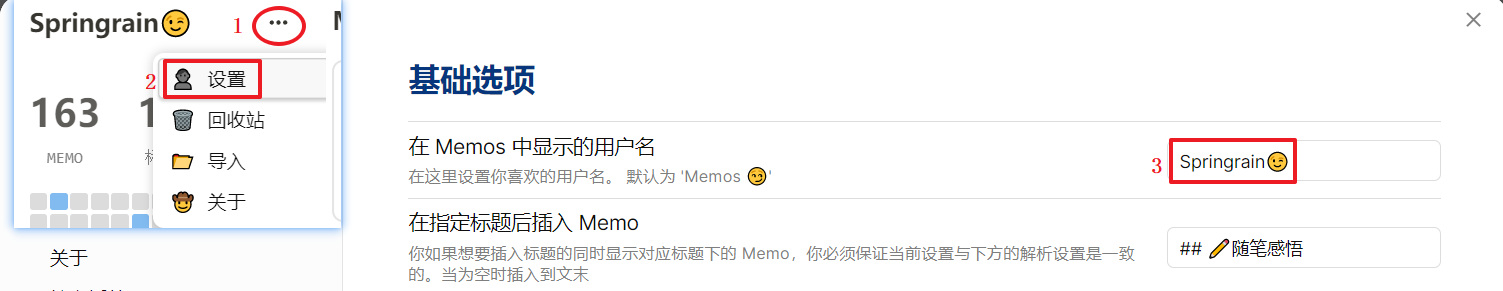 Springrain😉 1 ···
2 设置
163
MEMO
回收站
导入
关于
关于
基础选项
在 Memos 中显示的用户名
在这里设置你喜欢的用户名。 默认为 'Memos 😏'
3 Springrain😉
在指定标题后插入 Memo
你如果想要插入标题的同时显示对应标题下的 Memo，你必须保证当前设置与下方的解析设置是一致
的。当为空时插入到文末
## ✏️随笔感悟